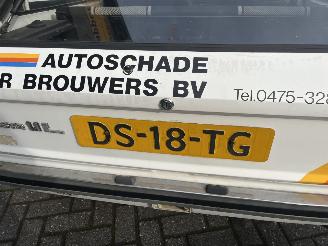 AUTOSCHADE
R BROUWERS BV
Tel.0475-328
DS-18-TG